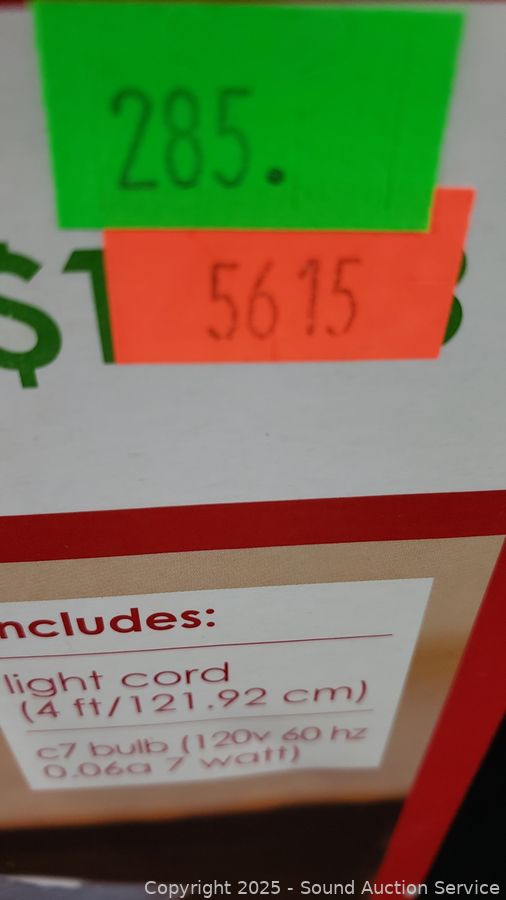 285.
5615
$1
ncludes:
light cord
(4 ft/121.92 cm)
c7 bulb (120v 60 hz
0.06a 7 watt)
Copyright 2025 - Sound Auction Service